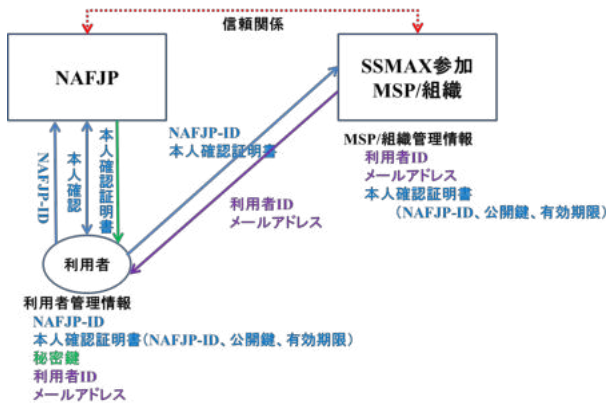 信頼関係
NAFJP
SSMAX参加
MSP/組織
NAFJP-ID
本人確認
本人確認証明書
NAFJP-ID
本人確認証明書
利用者ID
メールアドレス
MSP/組織管理情報
利用者ID
メールアドレス
本人確認証明書
(NAFJP-ID、公開鍵、有効期限)
利用者
利用者管理情報
NAFJP-ID
本人確認証明書(NAFJP-ID、公開鍵、有効期限)
秘密鍵
利用者ID
メールアドレス